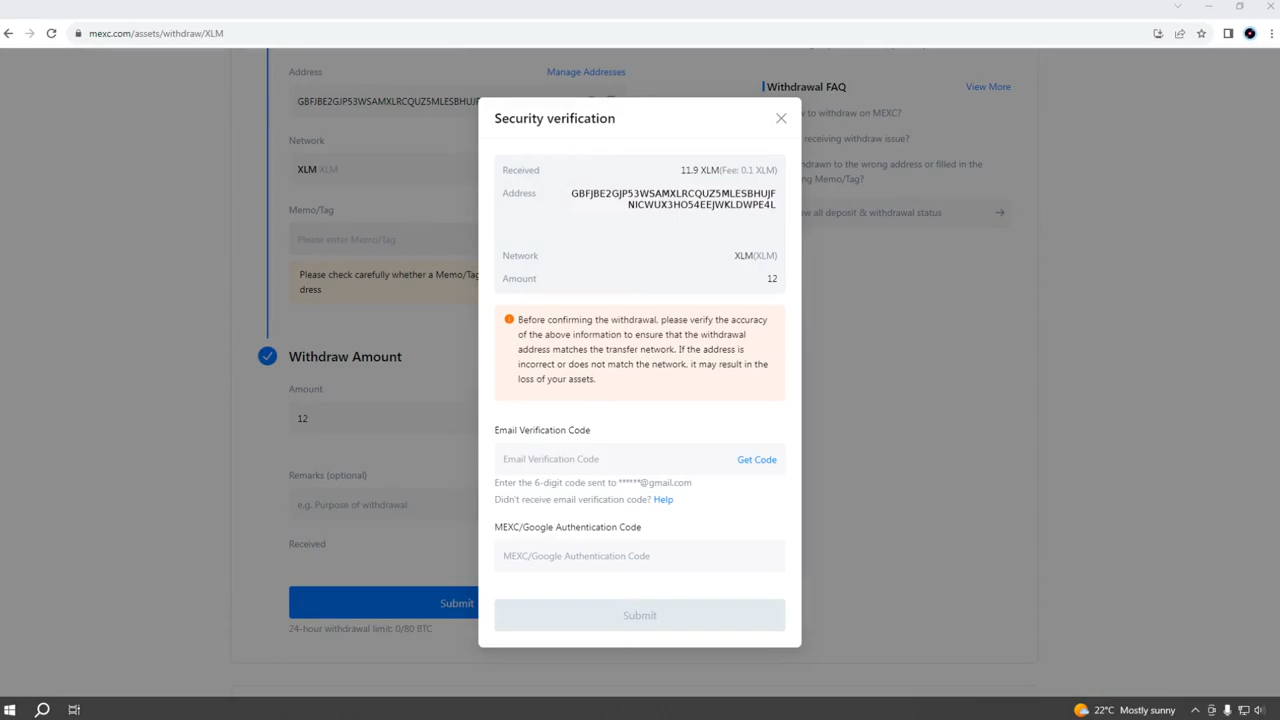 mexc.com/assets/withdraw/XLM
Address
Manage Addresses
GBFJBE2GJP53WSAMXLRCQUZ5MLESBHUJF
Network
XLM XLM
Memo/Tag
Please enter Memo/Tag
Please check carefully whether a Memo/Tag
dress
Withdraw Amount
Amount
12
Remarks (optional)
e.g. Purpose of withdrawal
Received
Submit
24-hour withdrawal limit: 0/80 BTC
Security verification
Received
11.9 XLM(Fee: 0.1 XLM)
Address
GBFJBE2GJP53WSAMXLRCQUZ5MLESBHUJF
NICWUX3HO54EEJWKLDWPE4L
Network
XLM(XLM)
Amount
12
Before confirming the withdrawal, please verify the accuracy
of the above information to ensure that the withdrawal
address matches the transfer network. If the address is
incorrect or does not match the network, it may result in the
loss of your assets.
Email Verification Code
Email Verification Code
Get Code
Enter the 6-digit code sent to ******@gmail.com
Didn't receive email verification code? Help
MEXC/Google Authentication Code
MEXC/Google Authentication Code
Submit
Withdrawal FAQ
View More
to withdraw on MEXC?
receiving withdraw issue?
drawn to the wrong address or filled in the
Memo/Tag?
all deposit & withdrawal status
22°C Mostly sunny